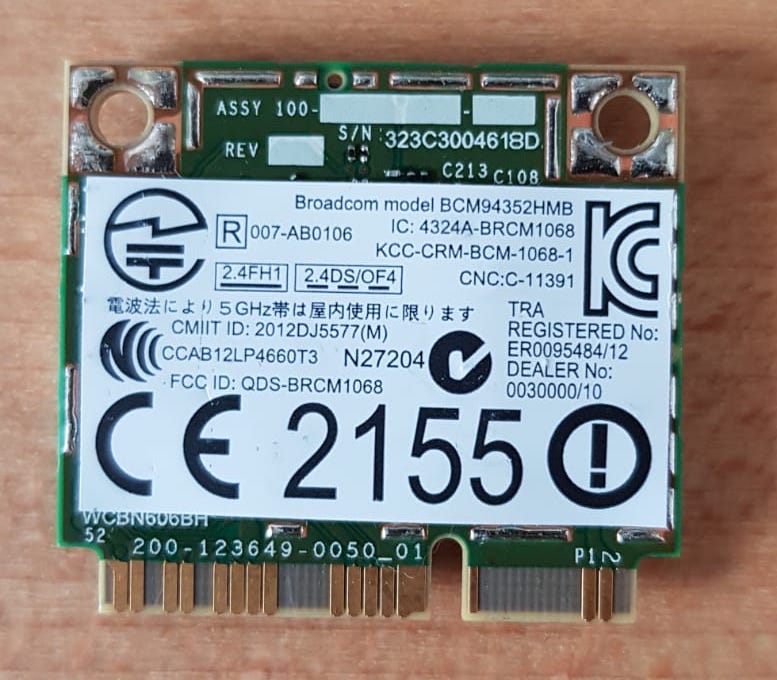 ASSY 100- -
S/N :323C3004618D
REV
C213 C108
Broadcom model BCM94352HMB
R 007-AB0106
IC: 4324A-BRCM1068
KCC-CRM-BCM-1068-1
2.4FH1 2.4DS/OF4
CNC:C-11391
電波法により5GHz帯は屋内使用に限ります
CMIIT ID: 2012DJ5577(M)
CCAB12LP4660T3 N27204
FCC ID: QDS-BRCM1068
TRA
REGISTERED No:
ER0095484/12
DEALER No:
0030000/10
CE 2155
WCBN606BH
52 200-123649-0050_01 P1